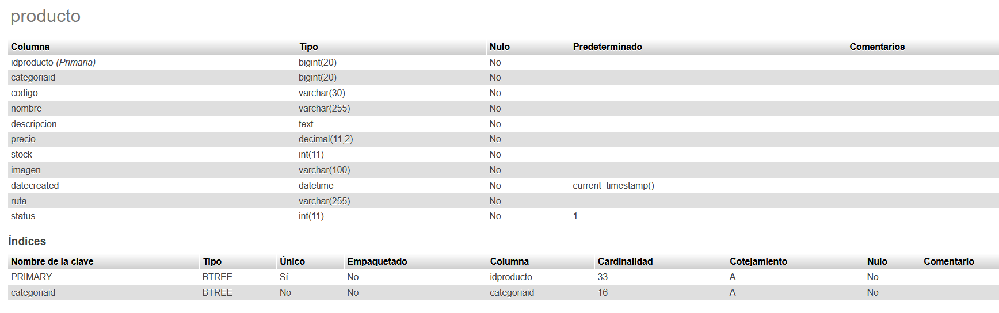 producto
Columna Tipo Nulo Predeterminado Comentarios
idproducto (Primaria) bigint(20) No
categoriaid bigint(20) No
codigo varchar(30) No
nombre varchar(255) No
descripcion text No
precio decimal(11,2) No
stock int(11) No
imagen varchar(100) No
datecreated datetime No current_timestamp()
ruta varchar(255) No
status int(11) No 1
Índices
Nombre de la clave Tipo Único Empaquetado Columna Cardinalidad Cotejamiento Nulo Comentario
PRIMARY BTREE Sí No idproducto 33 A No
categoriaid BTREE No No categoriaid 16 A No